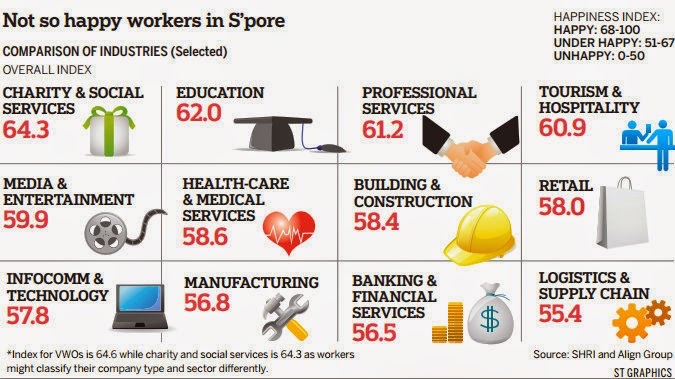 Not so happy workers in S'pore
HAPPINESS INDEX:
HAPPY: 68-100
UNDER HAPPY: 51-67
UNHAPPY: 0-50
COMPARISON OF INDUSTRIES (Selected)
OVERALL INDEX
CHARITY & SOCIAL
SERVICES
64.3
EDUCATION
62.0
PROFESSIONAL
SERVICES
61.2
TOURISM &
HOSPITALITY
60.9
MEDIA &
ENTERTAINMENT
59.9
HEALTH-CARE
& MEDICAL
SERVICES
58.6
BUILDING &
CONSTRUCTION
58.4
RETAIL
58.0
INFOCOMM &
TECHNOLOGY
57.8
MANUFACTURING
56.8
BANKING &
FINANCIAL
SERVICES
56.5
$
LOGISTICS &
SUPPLY CHAIN
55.4
*Index for VWOs is 64.6 while charity and social services is 64.3 as workers
might classify their company type and sector differently.
Source: SHRI and Align Group
ST GRAPHICS